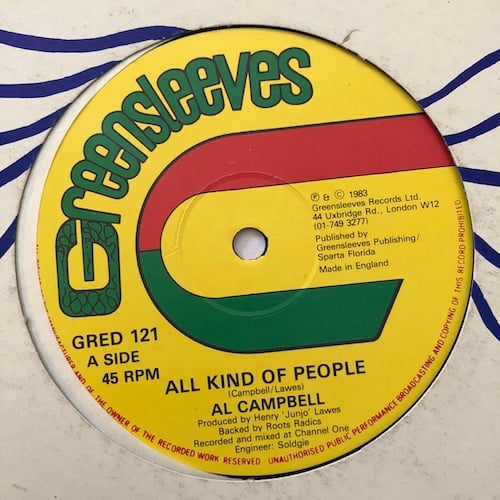 Greensleeves
℗ & © 1983
Greensleeves Records Ltd.
44 Uxbridge Rd., London W12
(01-749 3277)
Published by
Greensleeves Publishing/
Sparta Florida
Made in England
GRED 121
A SIDE
45 RPM
ALL KIND OF PEOPLE
(Campbell/Lawes)
AL CAMPBELL
Produced by Henry 'Junjo' Lawes
Backed by Roots Radics
Recorded and mixed at Channel One
Engineer: Soldgie
MANUFACTURER AND OF THE OWNER OF THE RECORDED WORK RESERVED UNAUTHORISED PUBLIC PERFORMANCE BROADCASTING AND COPYING OF THIS RECORD PROHIBITED